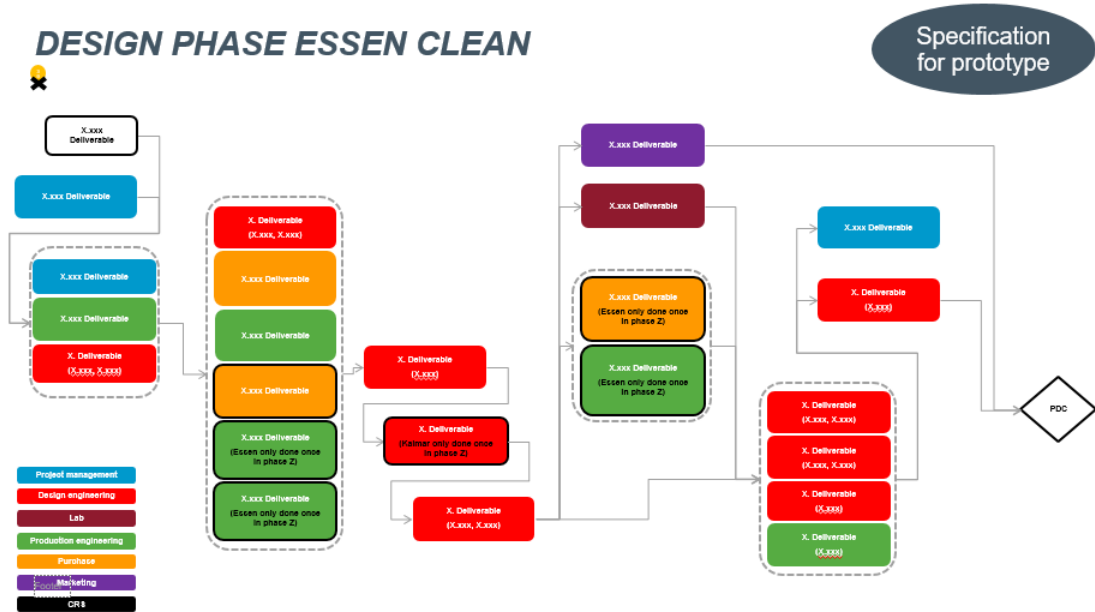 DESIGN PHASE ESSEN CLEAN
Specification
for prototype
X.xxx
Deliverable
X.xxx Deliverable
X.xxx Deliverable
X.xxx Deliverable
X. Deliverable
(X.xxx, X.xxx)
X. Deliverable
(X.xxx, X.xxx)
X.xxx Deliverable
X.xxx Deliverable
X.xxx Deliverable
X.xxx Deliverable
(Essen only done once
in phase Z)
X.xxx Deliverable
(Essen only done once
in phase Z)
X. Deliverable
(X.xxx)
X. Deliverable
(Kalmar only done once
in phase Z)
X. Deliverable
(X.xxx, X.xxx)
X.xxx Deliverable
X.xxx Deliverable
X.xxx Deliverable
(Essen only done once
in phase Z)
X.xxx Deliverable
(Essen only done once
in phase Z)
X.xxx Deliverable
X. Deliverable
(X.xxx)
X. Deliverable
(X.xxx, X.xxx)
X. Deliverable
(X.xxx, X.xxx)
X. Deliverable
(X.xxx)
X. Deliverable
(X.xxx)
PDC
Project management
Design engineering
Lab
Production engineering
Purchase
Marketing
Footer
CR8